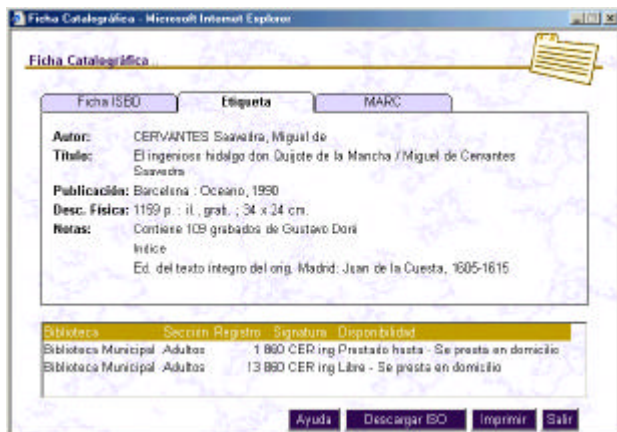 Ficha Catalográfica - Microsoft Internet Explorer
Ficha Catalográfica
Ficha ISBD Etiqueta MARC
Autor: CERVANTES Saavedra, Miguel de
Título: El ingenioso hidalgo don Quijote de la Mancha / Miguel de Cervantes
Saavedra
Publicación: Barcelona : Oceano, 1990
Desc. Física: 1159 p. : il., grab. ; 34 x 24 cm.
Notas: Contiene 109 grabados de Gustavo Doré
Indice
Ed. del texto integro del orig. Madrid: Juan de la Cuesta, 1605-1615
Biblioteca Sección Registro Signatura Disponibilidad
Biblioteca Municipal Adultos 1 860 CER ing Prestado hasta - Se presta en domicilio
Biblioteca Municipal Adultos 13 860 CER ing Libre - Se presta en domicilio
Ayuda Descargar ISO Imprimir Salir